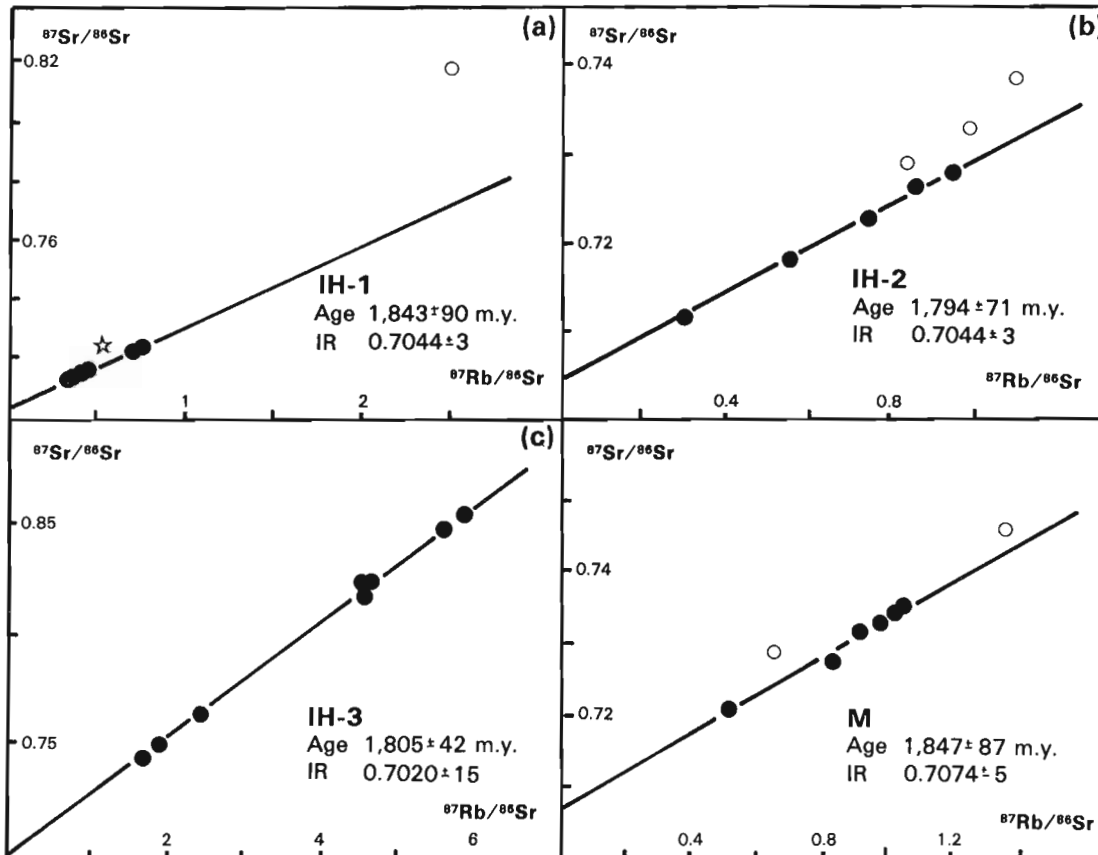 (a)
⁸⁷Sr/⁸⁶Sr
0.82
0.76
IH-1
Age 1,843±90 m.y.
IR 0.7044±3
⁸⁷Rb/⁸⁶Sr
1 2
(b)
⁸⁷Sr/⁸⁶Sr
0.74
0.72
IH-2
Age 1,794±71 m.y.
IR 0.7044±3
⁸⁷Rb/⁸⁶Sr
0.4 0.8
(c)
⁸⁷Sr/⁸⁶Sr
0.85
0.75
IH-3
Age 1,805±42 m.y.
IR 0.7020±15
⁸⁷Rb/⁸⁶Sr
2 4 6
⁸⁷Sr/⁸⁶Sr
0.74
0.72
M
Age 1,847±87 m.y.
IR 0.7074±5
⁸⁷Rb/⁸⁶Sr
0.4 0.8 1.2